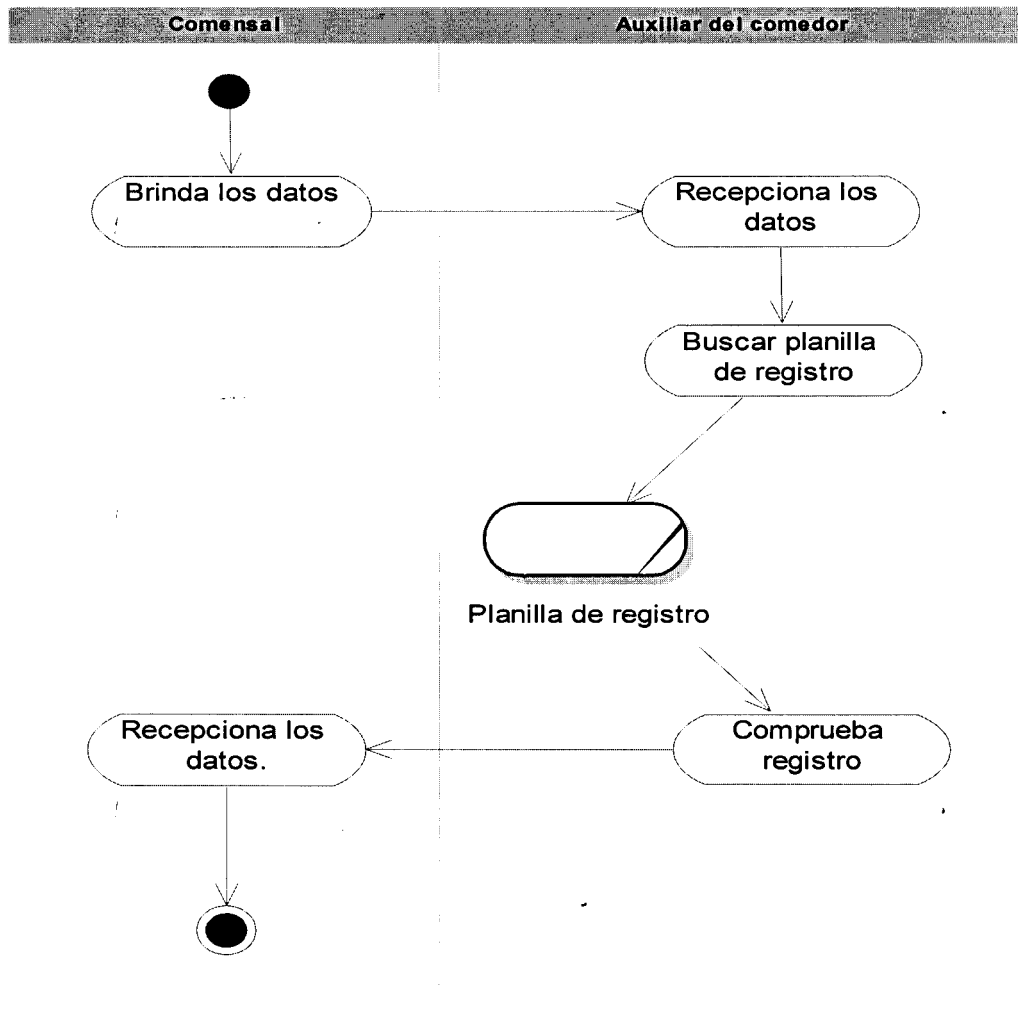 Comensal
Auxiliar del comedor
Brinda los datos
Recepciona los
datos
Buscar planilla
de registro
Planilla de registro
Recepciona los
datos.
Comprueba
registro